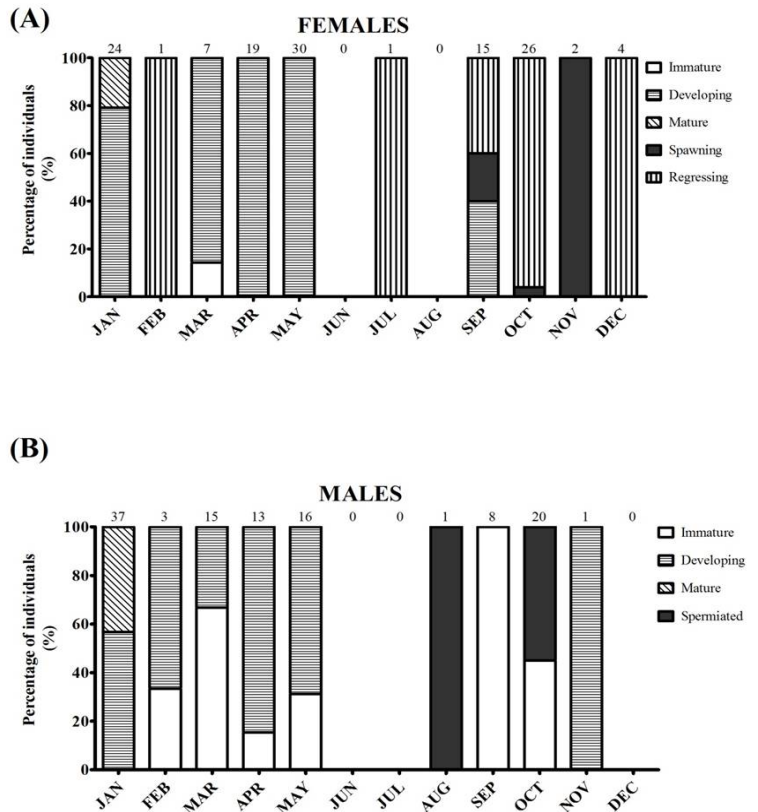 (A)
FEMALES
24 1 7 19 30 0 1 0 15 26 2 4
Percentage of individuals
(%)
100
80
60
40
20
0
JAN FEB MAR APR MAY JUN JUL AUG SEP OCT NOV DEC
Immature
Developing
Mature
Spawning
Regressing
(B)
MALES
37 3 15 13 16 0 0 1 8 20 1 0
Percentage of individuals
(%)
100
80
60
40
20
0
JAN FEB MAR APR MAY JUN JUL AUG SEP OCT NOV DEC
Immature
Developing
Mature
Spermiated